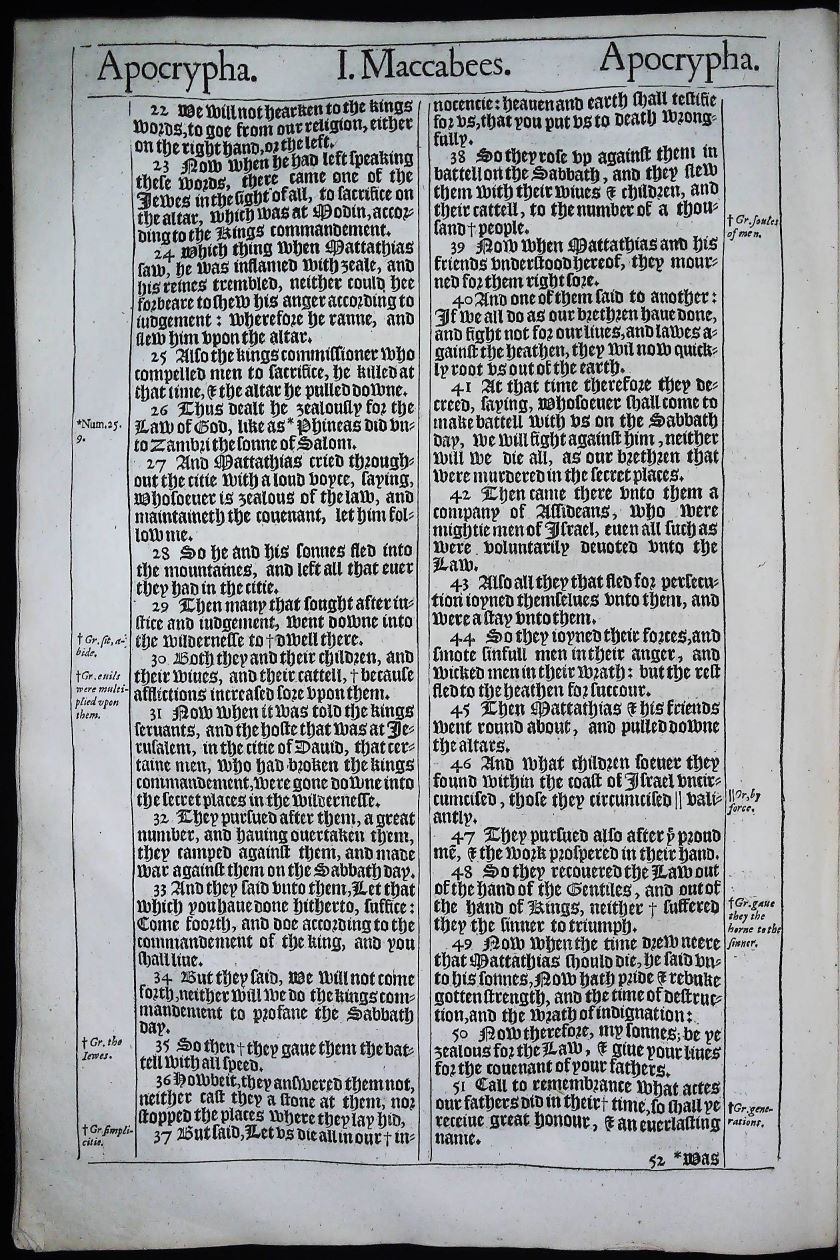 Apocrypha. I. Maccabees. Apocrypha.
22 We will not hearken to the kings
words, to goe from our religion, either
on the right hand, or the left.
23 Now when he had left speaking
these words, there came one of the
Jewes in the sight of all, to sacrifice on
the altar, which was at Modin, accor-
ding to the Kings commandement.
24 Which thing when Mattathias
saw, he was inflamed with zeale, and
his reines trembled, neither could hee
forbeare to shew his anger according to
iudgement: wherefore he ranne, and
slew him vpon the altar.
25 Also the kings commissioner who
compelled men to sacrifice, he killed at
that time, & the altar he pulled downe.
26 Thus dealt he zealously for the
Law of God, like as * Phineas did vn-
to Zambri the sonne of Salom.
27 And Mattathias cried through-
out the citie with a loud voyce, saying,
Whosoeuer is zealous of the law, and
maintaineth the couenant, let him fol-
low me.
28 So he and his sonnes fled into
the mountaines, and left all that euer
they had in the citie.
29 Then many that sought after iu-
stice and iudgement, went downe into
the wildernesse to † dwell there.
30 Both they and their children, and
their wiues, and their cattell, † because
afflictions increased sore vpon them.
31 Now when it was told the kings
seruants, and the hoste that was at Je-
rusalem, in the citie of Dauid, that cer-
taine men, who had broken the kings
commandement, were gone downe into
the secret places in the wildernesse.
32 They pursued after them, a great
number, and hauing ouertaken them,
they camped against them, and made
war against them on the Sabbath day.
33 And they said vnto them, Let that
which you haue done hitherto, suffice:
Come foorth, and doe according to the
commandement of the king, and you
shall liue.
34 But they said, We will not come
forth, neither will we do the kings com-
mandement to profane the Sabbath
day.
35 So then † they gaue them the bat-
tell with all speed.
36 Howbeit, they answered them not,
neither cast they a stone at them, nor
stopped the places where they lay hid,
37 But said, Let vs die all in our † in-
*Num. 25.
9.
† Gr. sit, a-
bide.
† Gr. euils
were multi-
plied vpon
them.
† Gr. the
Iewes.
† Gr. simpli-
citie.
nocencie: heauen and earth shall testifie
for vs, that you put vs to death wrong-
fully.
38 So they rose vp against them in
battell on the Sabbath, and they slew
them with their wiues & children, and
their cattell, to the number of a thou-
sand † people.
39 Now when Mattathias and his
friends vnderstood hereof, they mour-
ned for them right sore.
40 And one of them said to another:
If we all do as our brethren haue done,
and fight not for our liues, and lawes a-
gainst the heathen, they wil now quick-
ly root vs out of the earth.
41 At that time therefore they de-
creed, saying, Whosoeuer shall come to
make battell with vs on the Sabbath
day, we will fight against him, neither
will we die all, as our brethren that
were murdered in the secret places.
42 Then came there vnto them a
company of Assideans, who were
mightie men of Israel, euen all such as
were voluntarily deuoted vnto the
Law.
43 Also all they that fled for persecu-
tion ioyned themselues vnto them, and
were a stay vnto them.
44 So they ioyned their forces, and
smote sinfull men in their anger, and
wicked men in their wrath: but the rest
fled to the heathen for succour.
45 Then Mattathias & his friends
went round about, and pulled downe
the altars.
46 And what children soeuer they
found within the coast of Israel vncir-
cumcised, those they circumcised || vali-
antly.
47 They pursued also after yͤ proud
mē, & the work prospered in their hand.
48 So they recouered the Law out
of the hand of the Gentiles, and out of
the hand of Kings, neither † suffered
they the sinner to triumph.
49 Now when the time drew neere
that Mattathias should die, he said vn-
to his sonnes, Now hath pride & rebuke
gotten strength, and the time of destruc-
tion, and the wrath of indignation:
50 Now therefore, my sonnes, be ye
zealous for the Law, & giue your liues
for the couenant of your fathers.
51 Call to remembrance what actes
our fathers did in their † time, so shall ye
receiue great honour, & an euerlasting
name.
52 *Was
† Gr. soules
of men.
|| Or, by
force.
† Gr. gaue
they the
horne to the
sinner.
† Gr. gene-
rations.